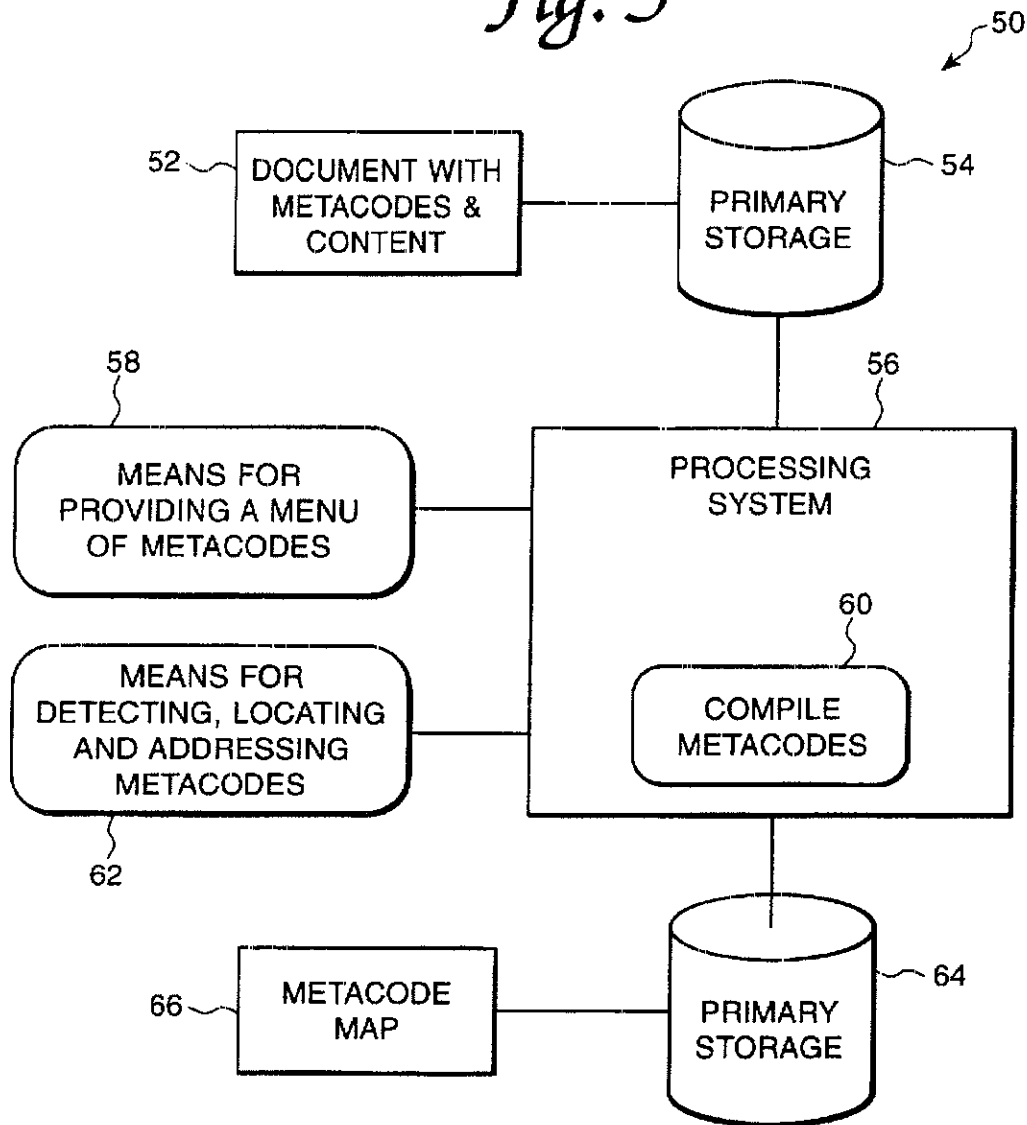 Fig. 3
50
52
DOCUMENT WITH
METACODES &
CONTENT
54
PRIMARY
STORAGE
58
MEANS FOR
PROVIDING A MENU
OF METACODES
56
PROCESSING
SYSTEM
60
COMPILE
METACODES
MEANS FOR
DETECTING, LOCATING
AND ADDRESSING
METACODES
62
66
METACODE
MAP
64
PRIMARY
STORAGE